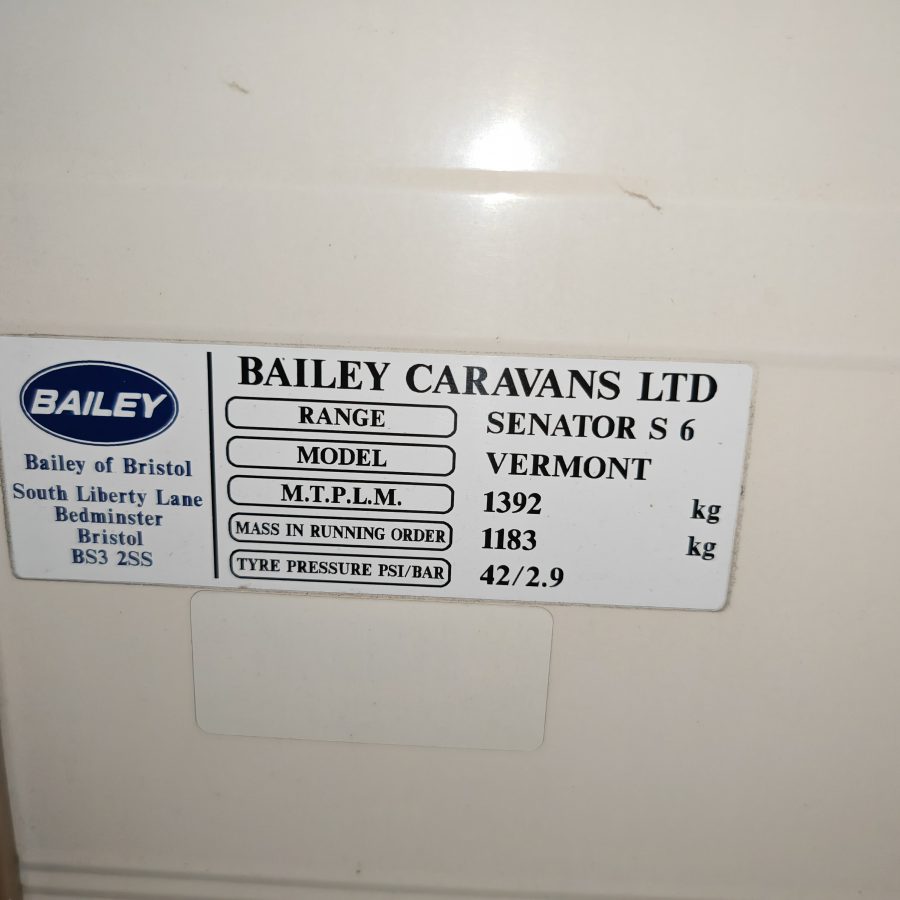 BAILEY
Bailey of Bristol
South Liberty Lane
Bedminster
Bristol
BS3 2SS
BAILEY CARAVANS LTD
RANGE SENATOR S 6
MODEL VERMONT
M.T.P.L.M. 1392 kg
MASS IN RUNNING ORDER 1183 kg
TYRE PRESSURE PSI/BAR 42/2.9